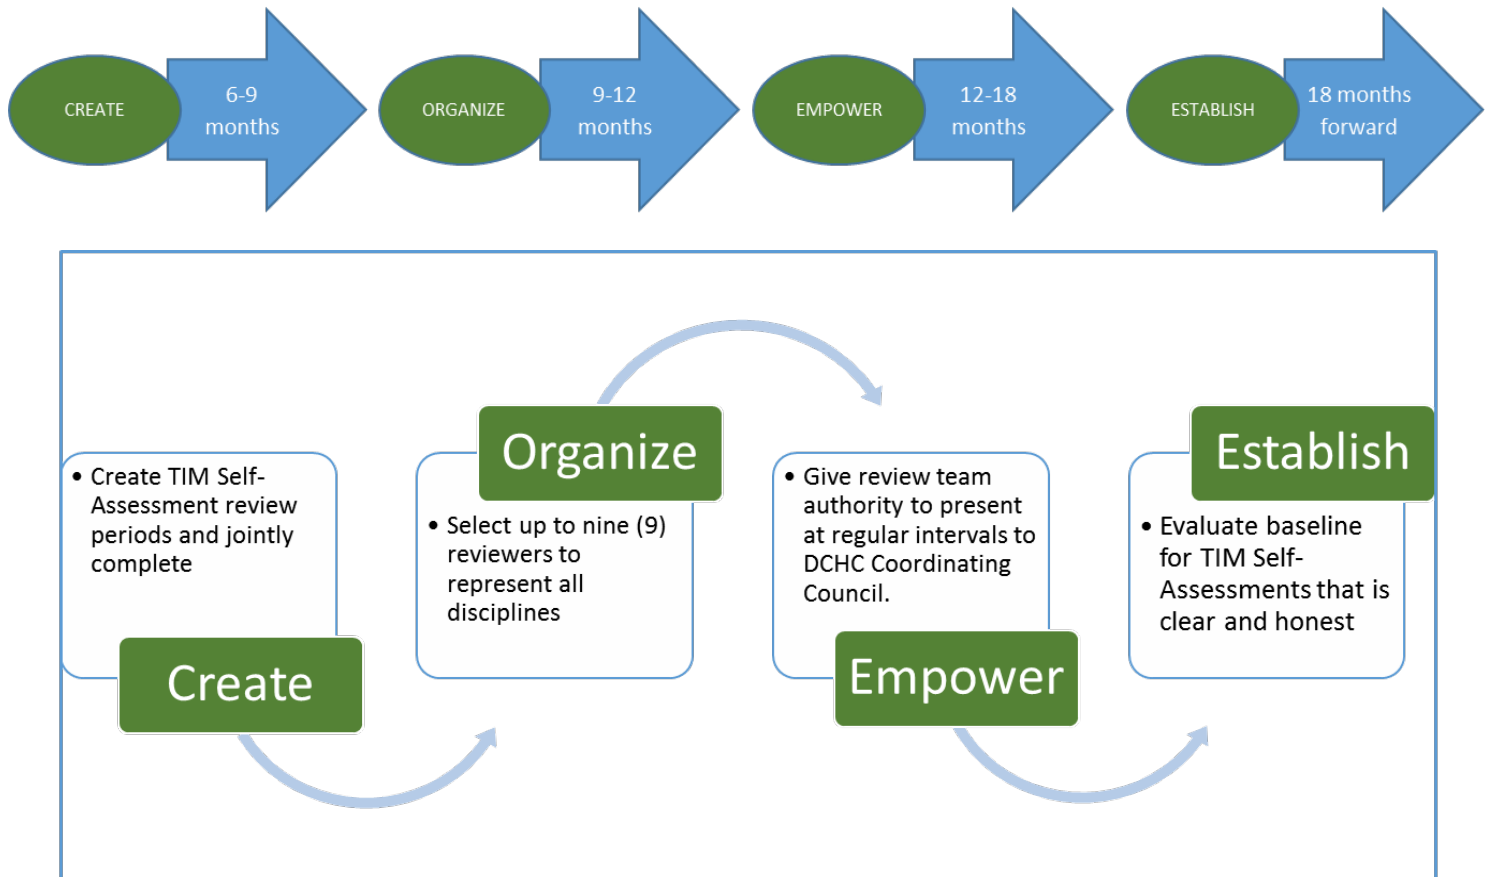 CREATE
6-9
months
ORGANIZE
9-12
months
EMPOWER
12-18
months
ESTABLISH
18 months
forward
• Create TIM Self-
Assessment review
periods and jointly
complete
Create
Organize
• Select up to nine (9)
reviewers to
represent all
disciplines
• Give review team
authority to present
at regular intervals to
DCHC Coordinating
Council.
Empower
Establish
• Evaluate baseline
for TIM Self-
Assessments that is
clear and honest